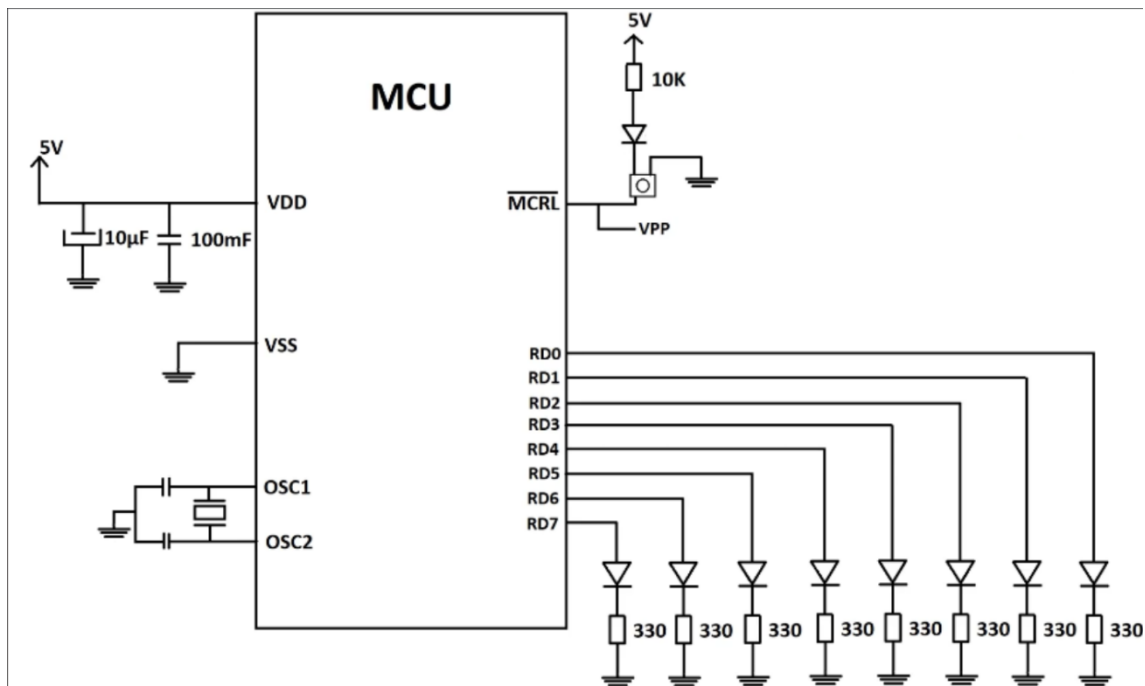 MCU
5V
VDD
10µF
100mF
VSS
OSC1
OSC2
5V
10K
MCRL
VPP
RD0
RD1
RD2
RD3
RD4
RD5
RD6
RD7
330 330 330 330 330 330 330 330